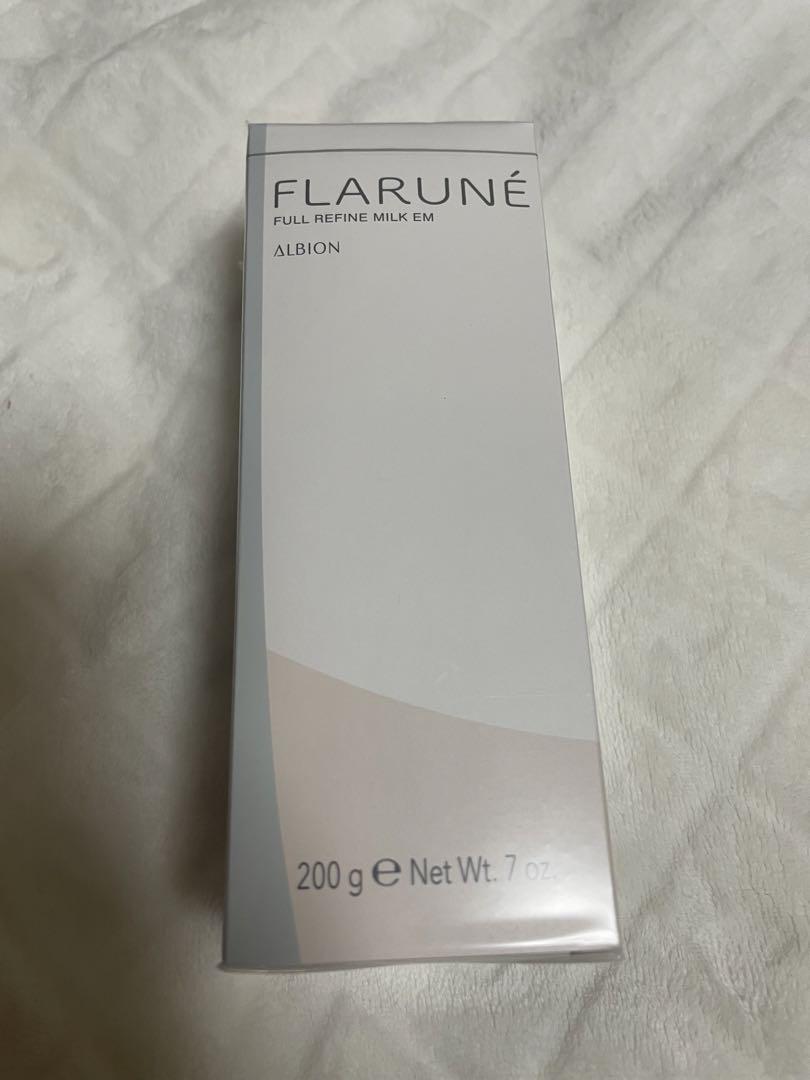 FLARUNÉ
FULL REFINE MILK EM
ALBION
200 g ℮ Net Wt. 7 oz.